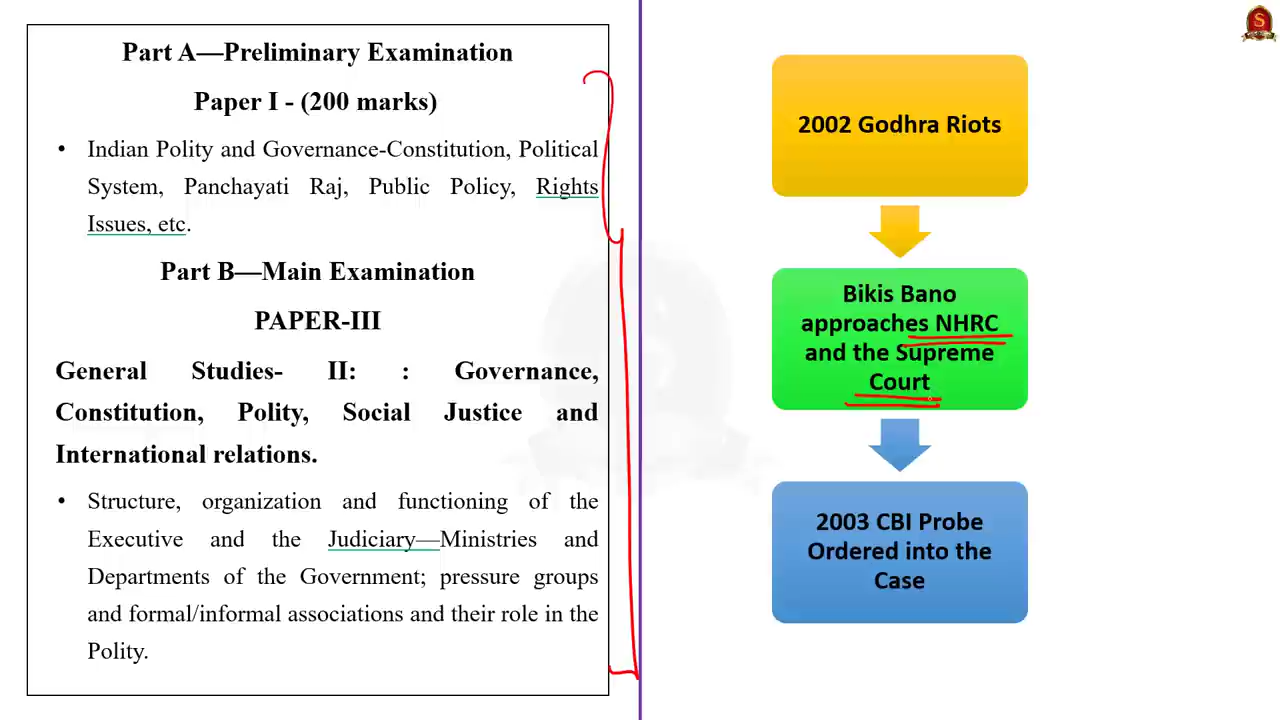 Part A—Preliminary Examination
Paper I - (200 marks)
• Indian Polity and Governance-Constitution, Political
System, Panchayati Raj, Public Policy, Rights
Issues, etc.
Part B—Main Examination
PAPER-III
General Studies- II: : Governance,
Constitution, Polity, Social Justice and
International relations.
• Structure, organization and functioning of the
Executive and the Judiciary—Ministries and
Departments of the Government; pressure groups
and formal/informal associations and their role in the
Polity.
2002 Godhra Riots
Bikis Bano
approaches NHRC
and the Supreme
Court
2003 CBI Probe
Ordered into the
Case